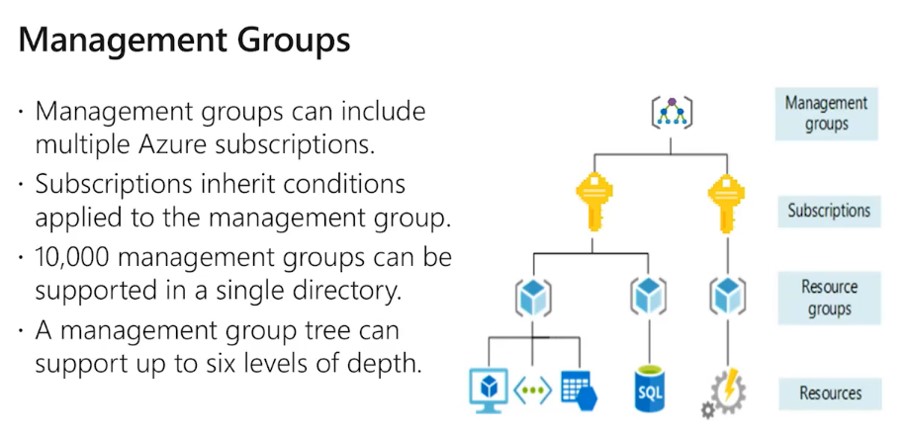 Management Groups
· Management groups can include
multiple Azure subscriptions.
· Subscriptions inherit conditions
applied to the management group.
· 10,000 management groups can be
supported in a single directory.
· A management group tree can
support up to six levels of depth.
Management
groups
Subscriptions
Resource
groups
SQL
Resources